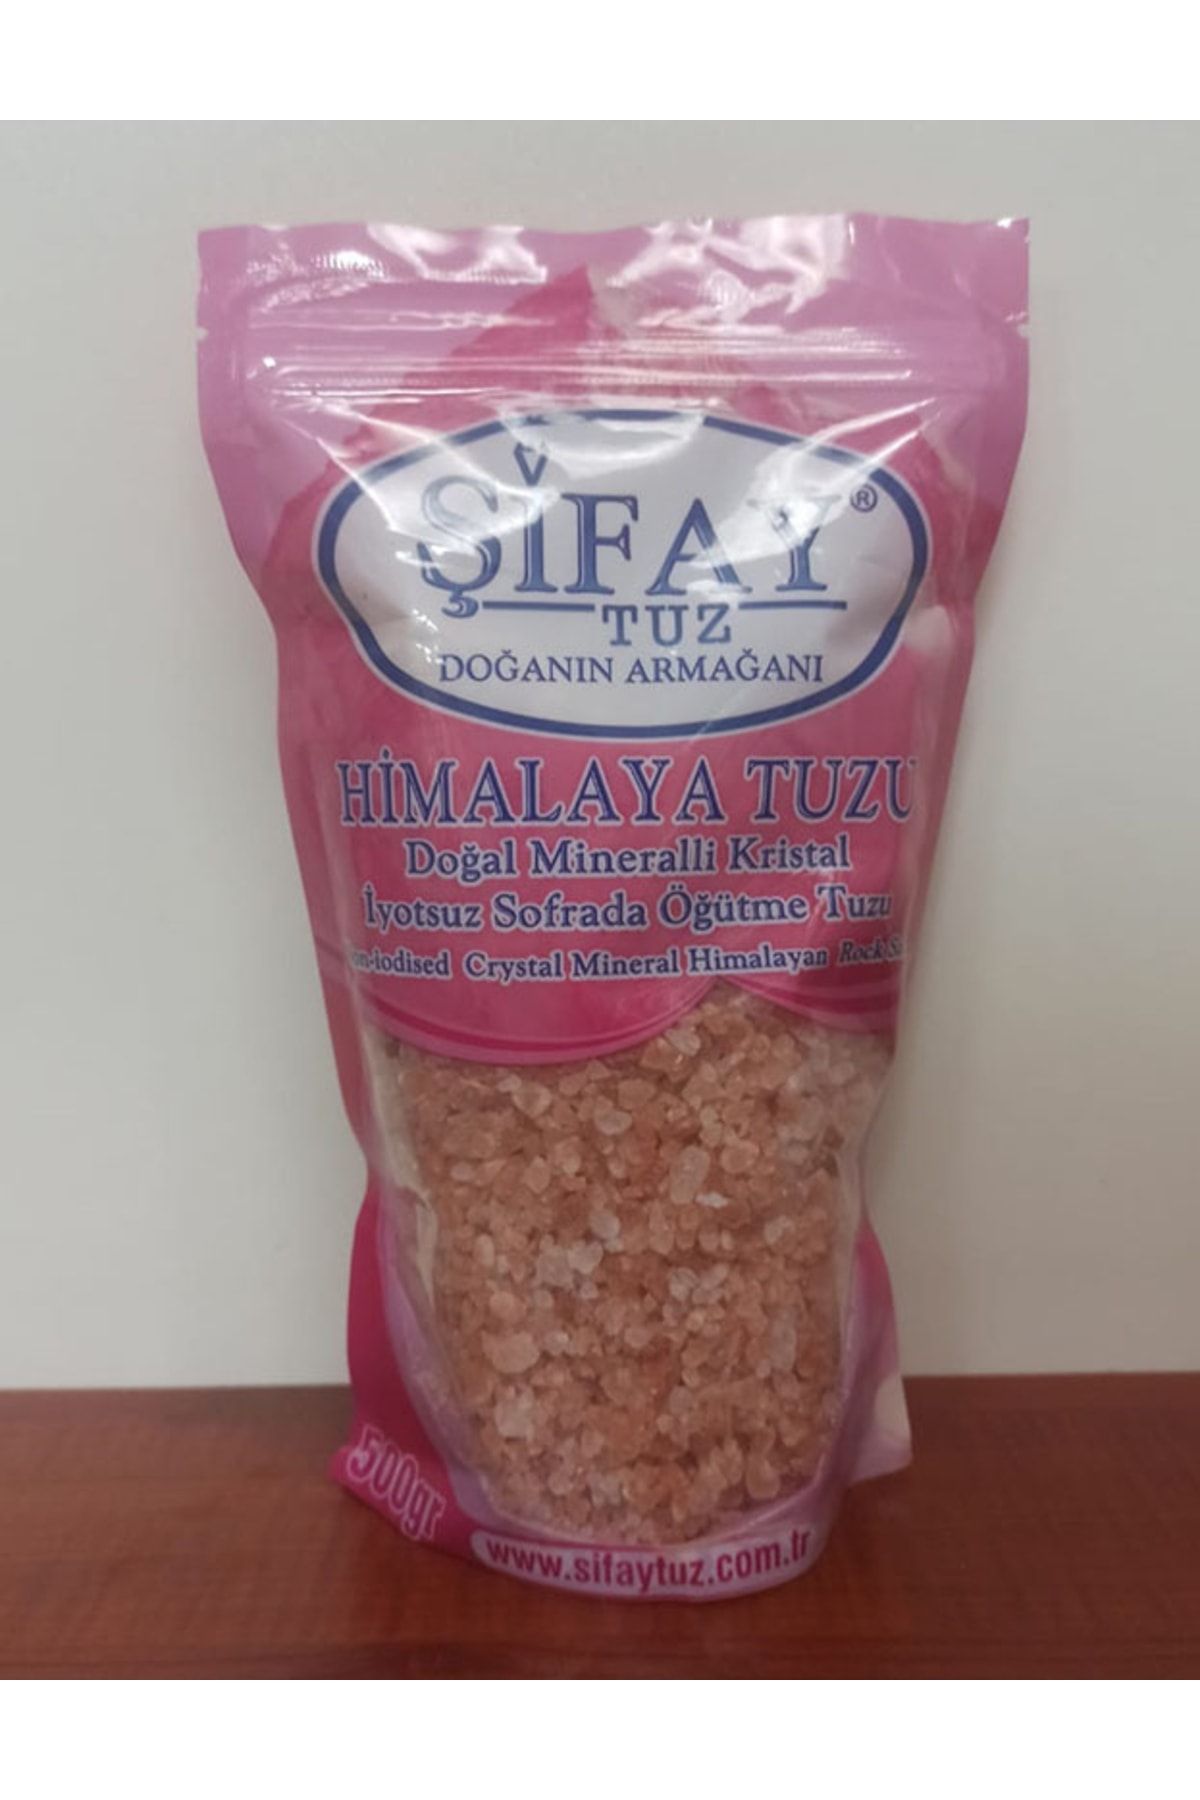 ŞİFAY®
TUZ
DOĞANIN ARMAĞANI
HİMALAYA TUZU
Doğal Mineralli Kristal
İyotsuz Sofrada Öğütme Tuzu
Crystal Mineral Himalayan Rock
500gr
www.sifaytuz.com.tr